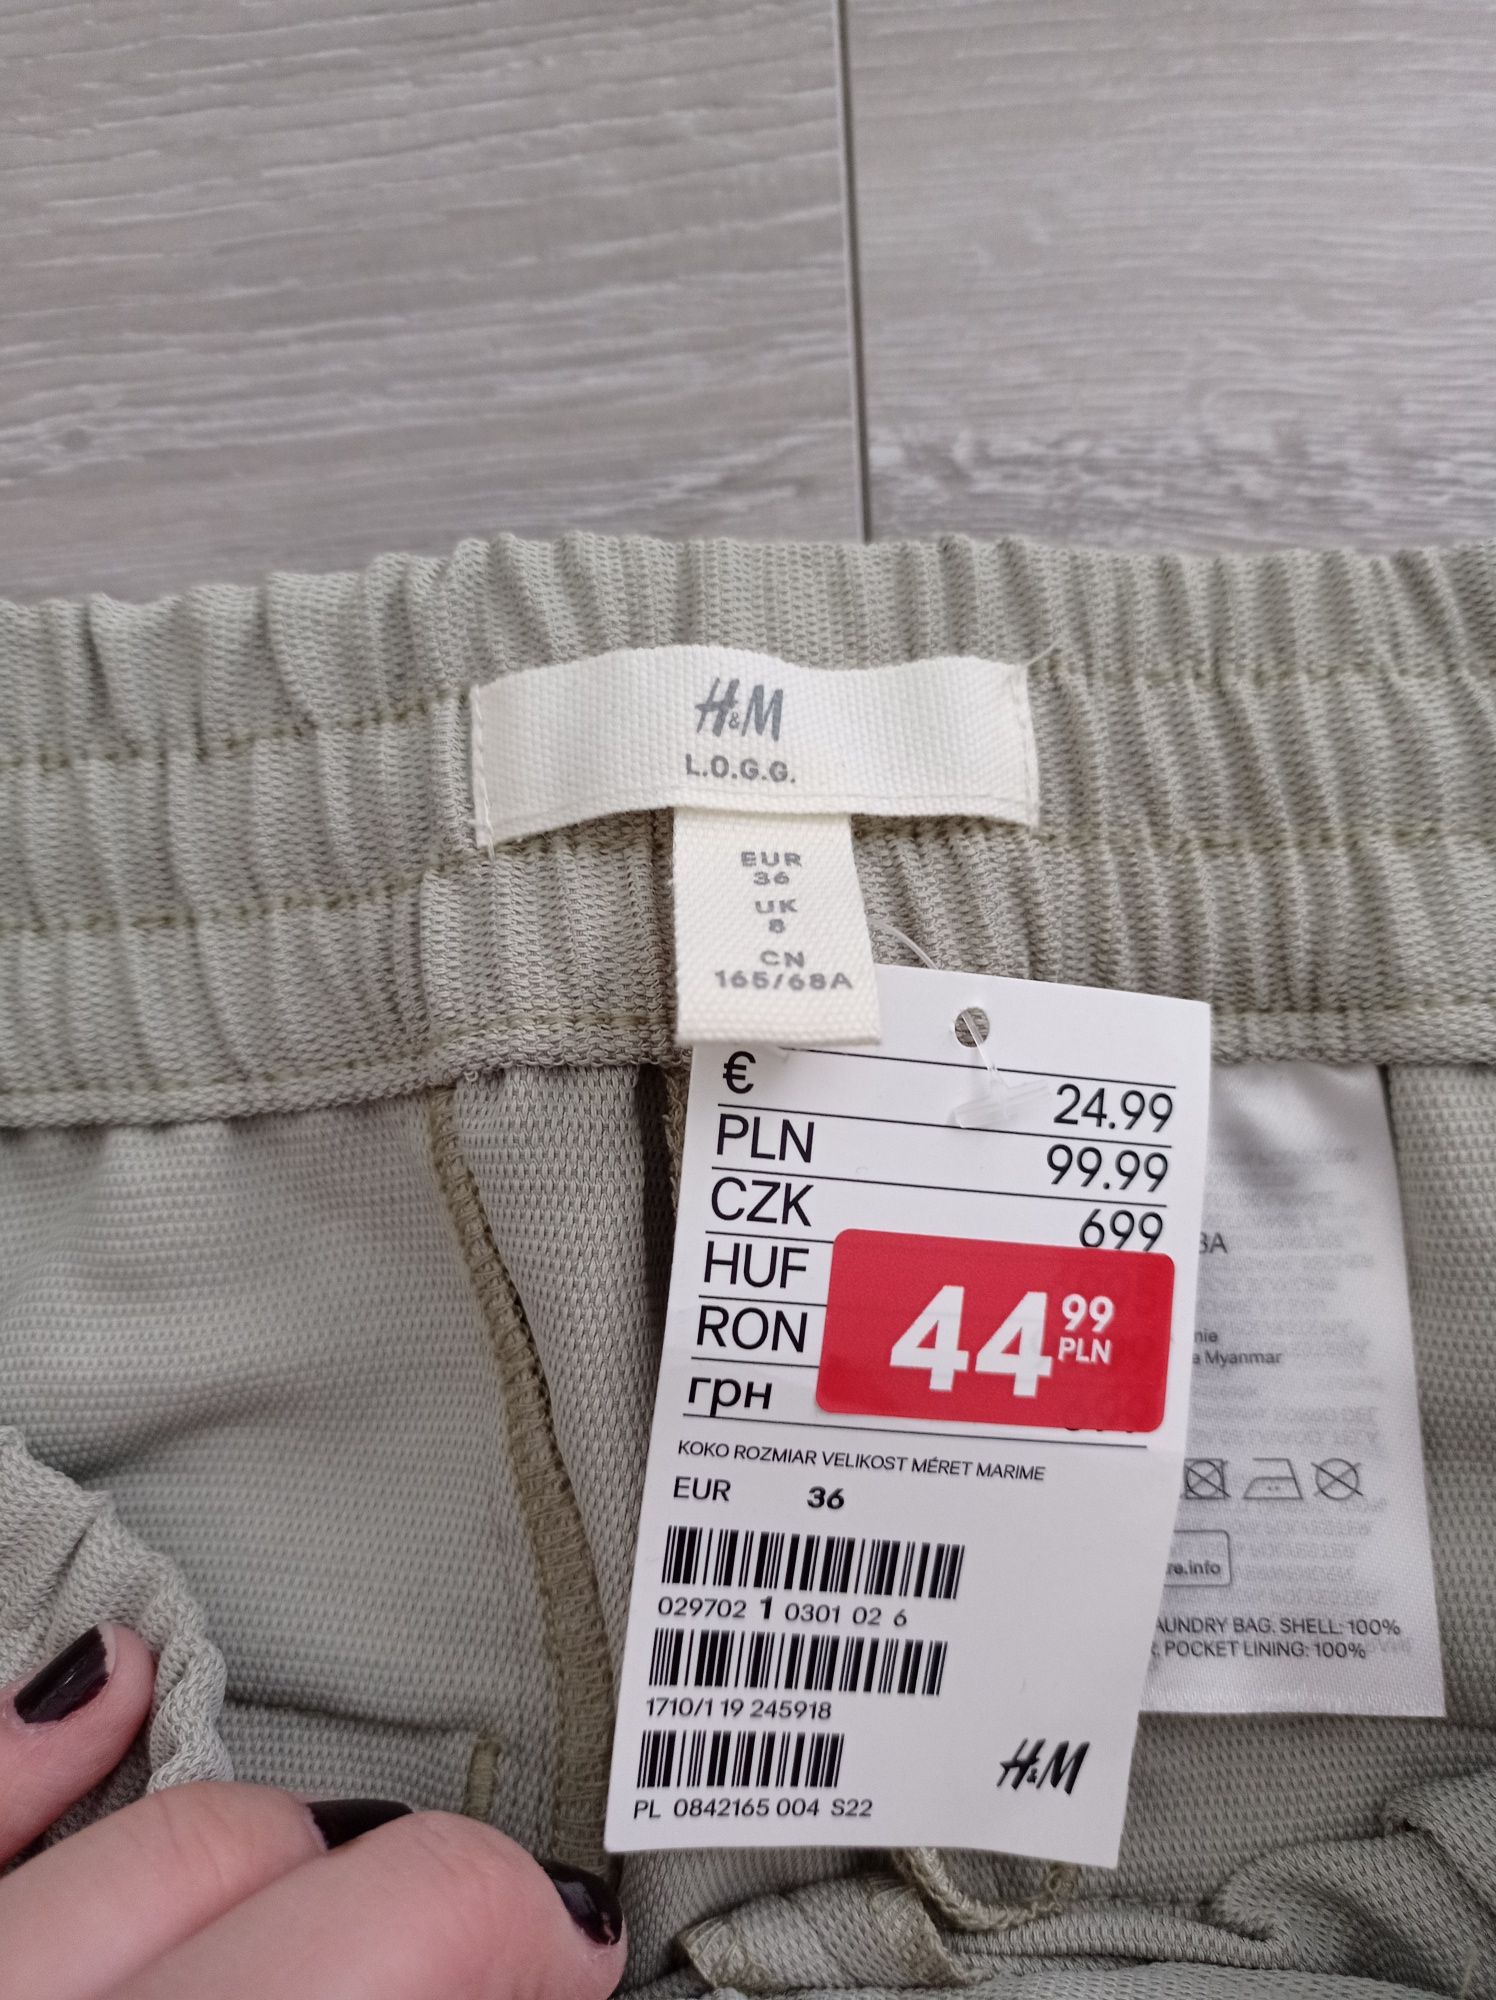 H&M
L.O.G.G.
EUR
36
UK
8
CN
165/68A
€ 24.99
PLN 99.99
CZK 699
HUF
RON
грн
44 99
PLN
KOKO ROZMIAR VELIKOST MÉRET MARIME
EUR 36
029702 1 0301 02 6
1710/1 19 245918
PL 0842165 004 S22
H&M
8A
nie
Myanmar
re.info
AUNDRY BAG. SHELL: 100%
POCKET LINING: 100%